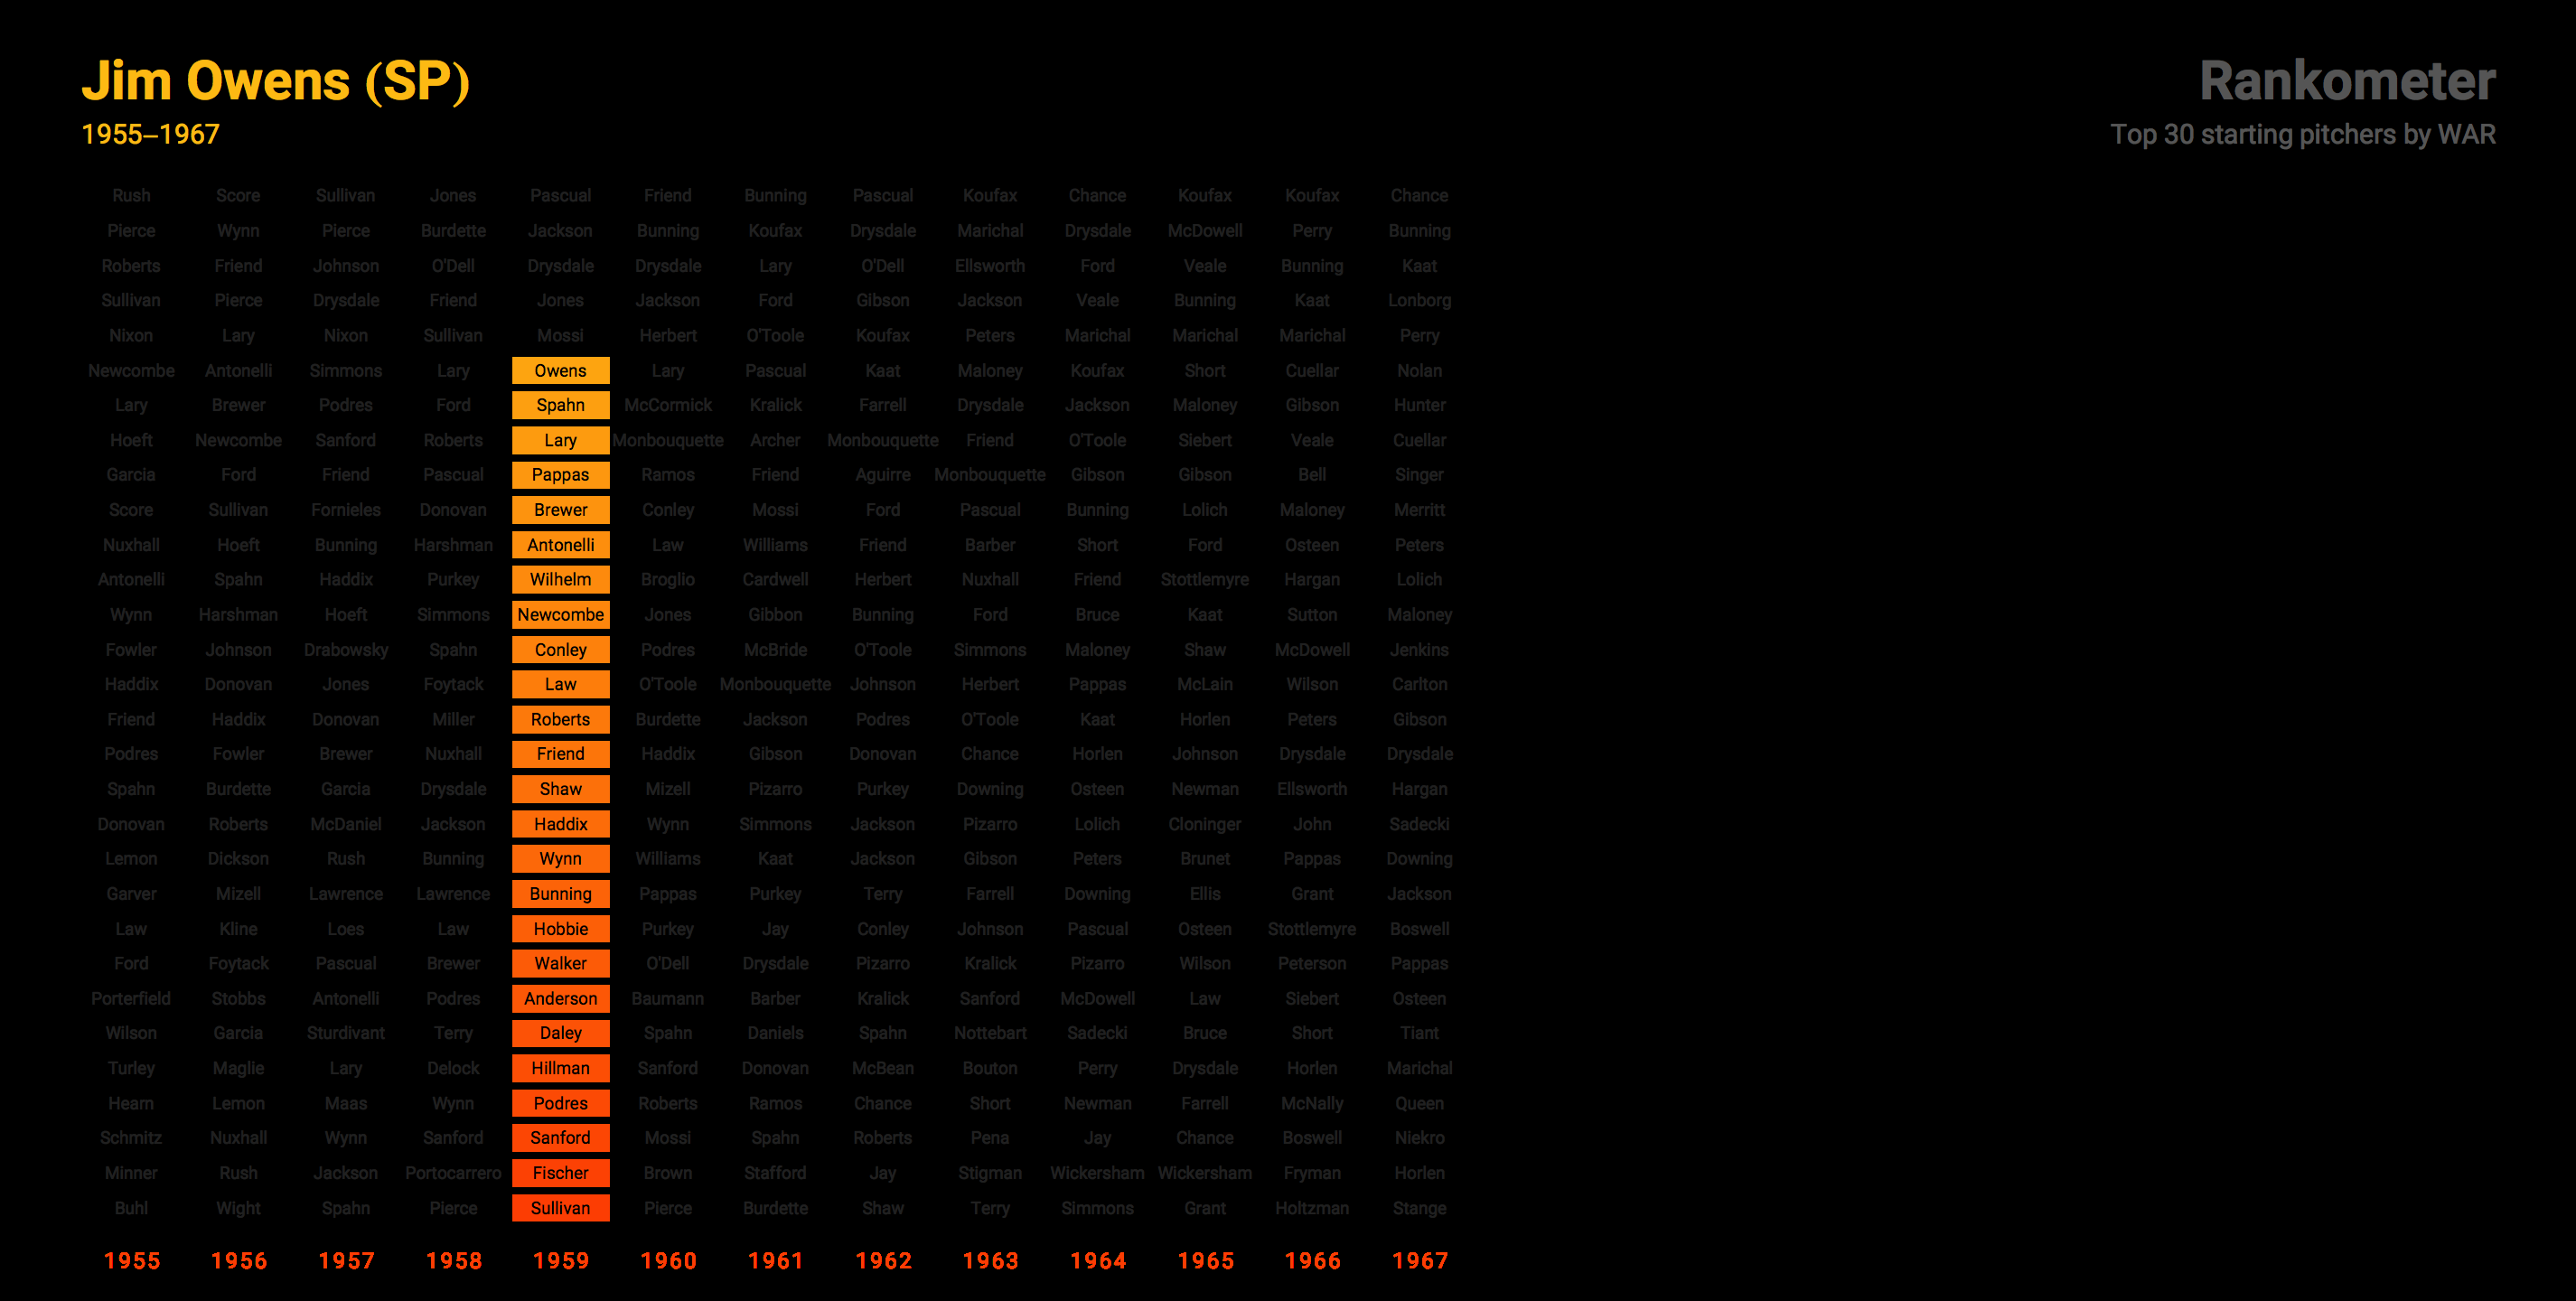 Jim Owens (SP)
1955–1967
Rankometer
Top 30 starting pitchers by WAR
Rush Score Sullivan Jones Pascual Friend Bunning Pascual Koufax Chance Koufax Koufax Chance
Pierce Wynn Pierce Burdette Jackson Bunning Koufax Drysdale Marichal Drysdale McDowell Perry Bunning
Roberts Friend Johnson O'Dell Drysdale Drysdale Lary O'Dell Ellsworth Ford Veale Bunning Kaat
Sullivan Pierce Drysdale Friend Jones Jackson Ford Gibson Jackson Veale Bunning Kaat Lonborg
Nixon Lary Nixon Sullivan Mossi Herbert O'Toole Koufax Peters Marichal Marichal Marichal Perry
Newcombe Antonelli Simmons Lary Owens Lary Pascual Kaat Maloney Koufax Short Cuellar Nolan
Lary Brewer Podres Ford Spahn McCormick Kralick Farrell Drysdale Jackson Maloney Gibson Hunter
Hoeft Newcombe Sanford Roberts Lary Monbouquette Archer Monbouquette Friend O'Toole Siebert Veale Cuellar
Garcia Ford Friend Pascual Pappas Ramos Friend Aguirre Monbouquette Gibson Gibson Bell Singer
Score Sullivan Fornieles Donovan Brewer Conley Mossi Ford Pascual Bunning Lolich Maloney Merritt
Nuxhall Hoeft Bunning Harshman Antonelli Law Williams Friend Barber Short Ford Osteen Peters
Antonelli Spahn Haddix Purkey Wilhelm Broglio Cardwell Herbert Nuxhall Friend Stottlemyre Hargan Lolich
Wynn Harshman Hoeft Simmons Newcombe Jones Gibbon Bunning Ford Bruce Kaat Sutton Maloney
Fowler Johnson Drabowsky Spahn Conley Podres McBride O'Toole Simmons Maloney Shaw McDowell Jenkins
Haddix Donovan Jones Foytack Law O'Toole Monbouquette Johnson Herbert Pappas McLain Wilson Carlton
Friend Haddix Donovan Miller Roberts Burdette Jackson Podres O'Toole Kaat Horlen Peters Gibson
Podres Fowler Brewer Nuxhall Friend Haddix Gibson Donovan Chance Horlen Johnson Drysdale Drysdale
Spahn Burdette Garcia Drysdale Shaw Mizell Pizarro Purkey Downing Osteen Newman Ellsworth Hargan
Donovan Roberts McDaniel Jackson Haddix Wynn Simmons Jackson Pizarro Lolich Cloninger John Sadecki
Lemon Dickson Rush Bunning Wynn Williams Kaat Jackson Gibson Peters Brunet Pappas Downing
Garver Mizell Lawrence Lawrence Bunning Pappas Purkey Terry Farrell Downing Ellis Grant Jackson
Law Kline Loes Law Hobbie Purkey Jay Conley Johnson Pascual Osteen Stottlemyre Boswell
Ford Foytack Pascual Brewer Walker O'Dell Drysdale Pizarro Kralick Pizarro Wilson Peterson Pappas
Porterfield Stobbs Antonelli Podres Anderson Baumann Barber Kralick Sanford McDowell Law Siebert Osteen
Wilson Garcia Sturdivant Terry Daley Spahn Daniels Spahn Nottebart Sadecki Bruce Short Tiant
Turley Maglie Lary Delock Hillman Sanford Donovan McBean Bouton Perry Drysdale Horlen Marichal
Hearn Lemon Maas Wynn Podres Roberts Ramos Chance Short Newman Farrell McNally Queen
Schmitz Nuxhall Wynn Sanford Sanford Mossi Spahn Roberts Pena Jay Chance Boswell Niekro
Minner Rush Jackson Portocarrero Fischer Brown Stafford Jay Stigman Wickersham Wickersham Fryman Horlen
Buhl Wight Spahn Pierce Sullivan Pierce Burdette Shaw Terry Simmons Grant Holtzman Stange
1955 1956 1957 1958 1959 1960 1961 1962 1963 1964 1965 1966 1967